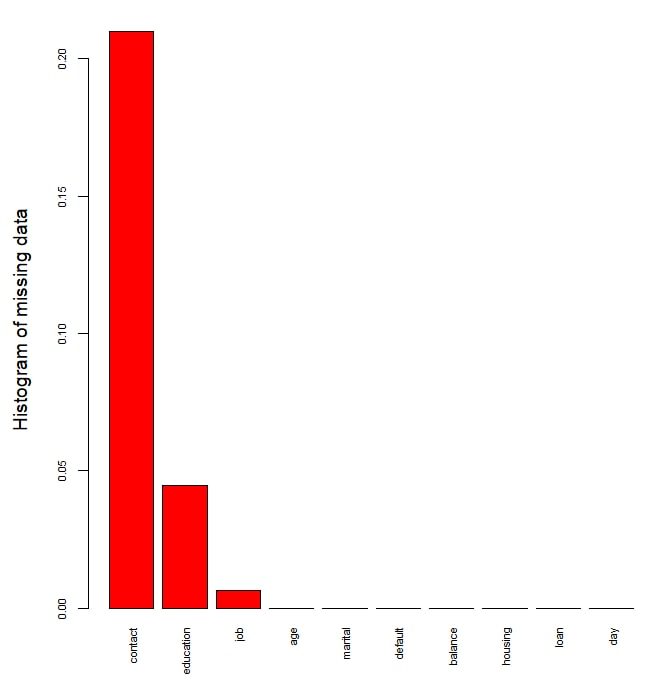 Histogram of missing data
0.20
0.15
0.10
0.05
0.00
contact
education
job
age
marital
default
balance
housing
loan
day